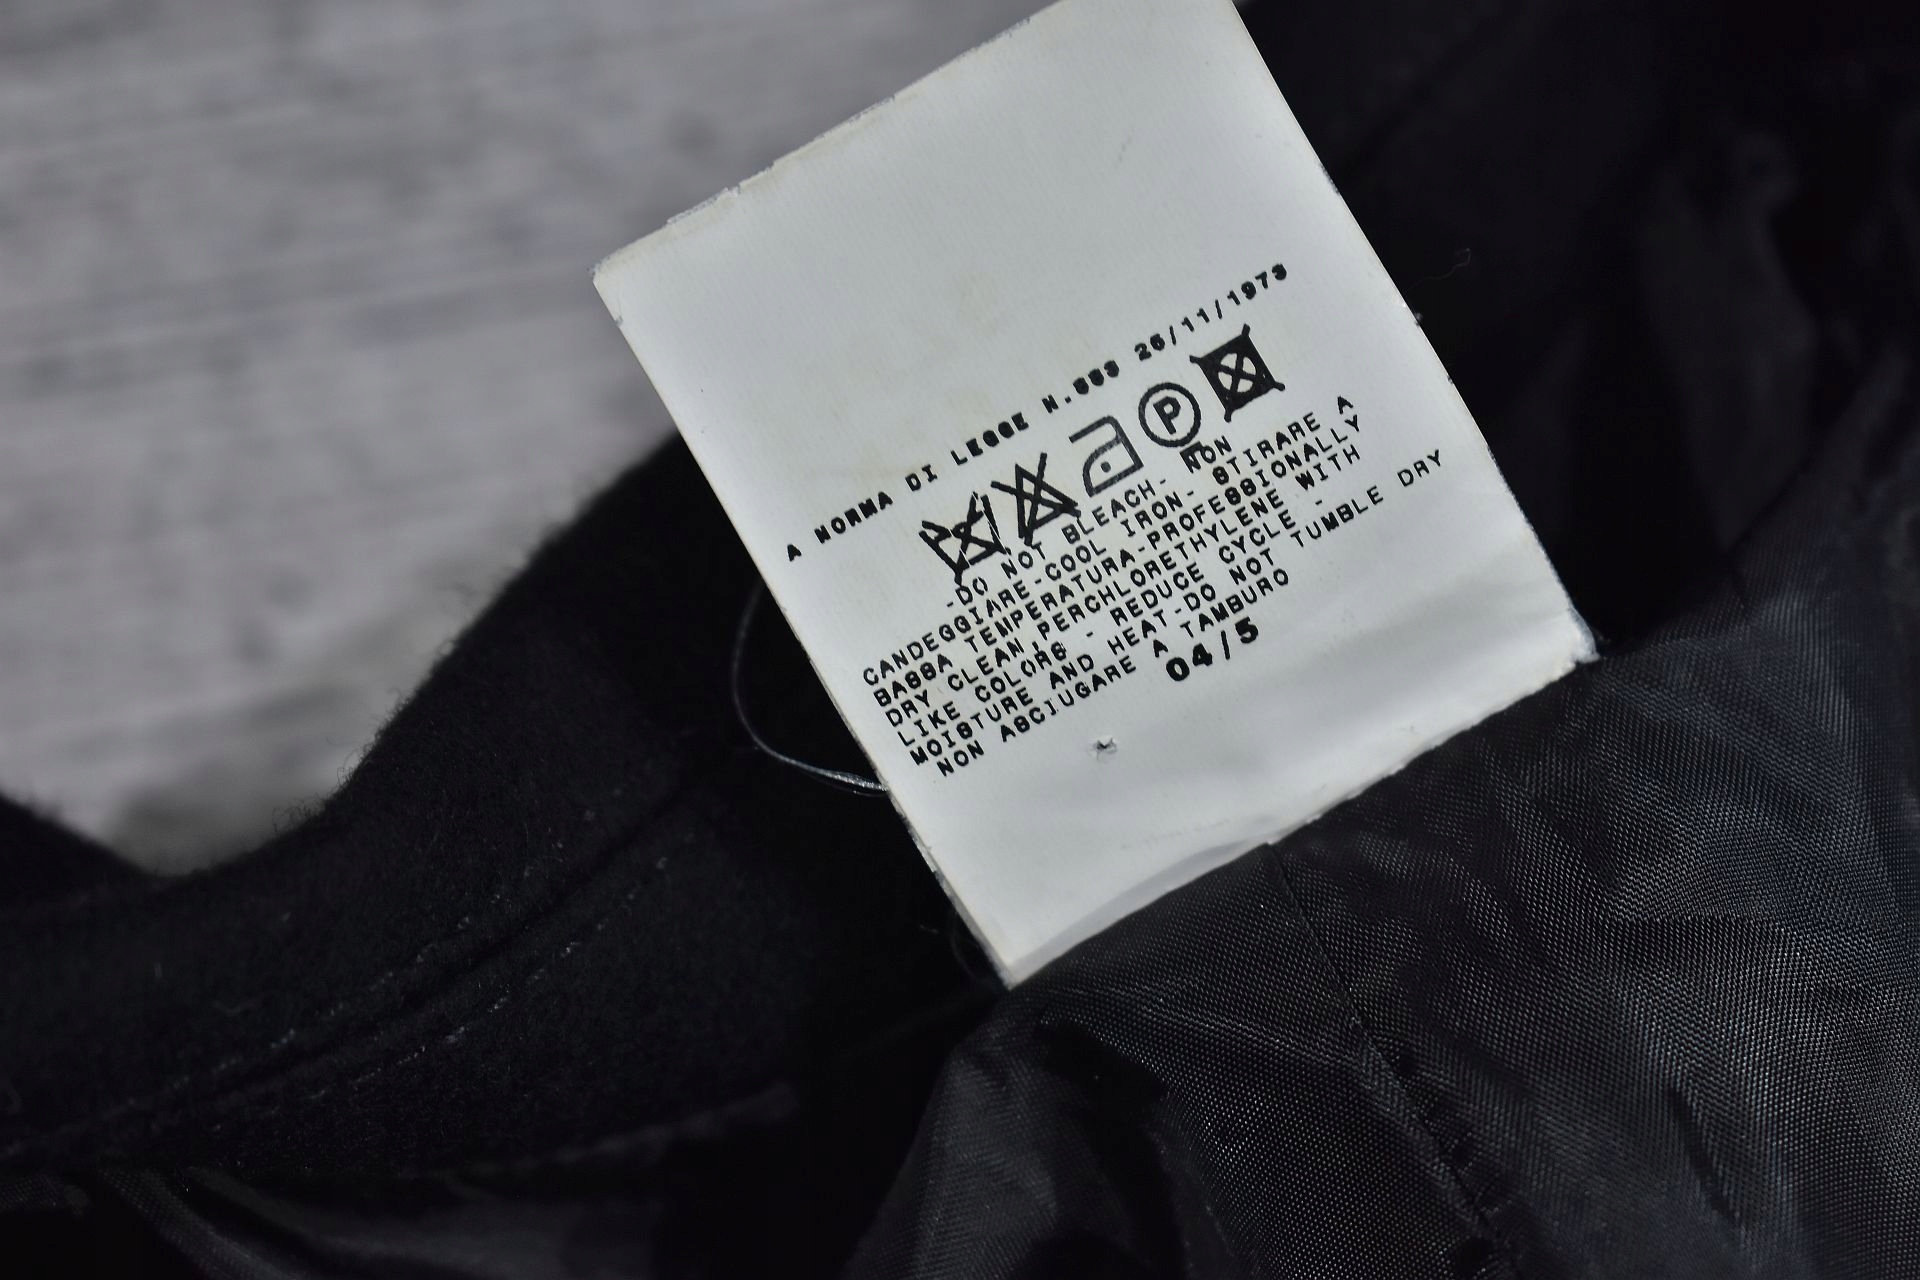 A NORMA DI LEGGE N.883 26/11/1973
P
-DO NOT BLEACH- NON
CANDEGGIARE-COOL IRON- STIRARE A
BASSA TEMPERATURA-PROFESSIONALLY
DRY CLEAN,PERCHLORETHYLENE WITH
LIKE COLORS - REDUCE CYCLE -
MOISTURE AND HEAT-DO NOT TUMBLE DRY
NON ASCIUGARE A TAMBURO
04/5